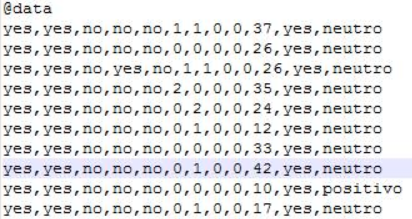 @data
yes,yes,no,no,no,1,1,0,0,37,yes,neutro
yes,yes,no,no,no,0,0,0,0,26,yes,neutro
yes,yes,no,yes,no,1,1,0,0,26,yes,neutro
yes,yes,no,no,no,2,0,0,0,35,yes,neutro
yes,yes,no,no,no,0,2,0,0,24,yes,neutro
yes,yes,no,no,no,0,1,0,0,12,yes,neutro
yes,yes,no,no,no,0,0,0,0,33,yes,neutro
yes,yes,no,no,no,0,1,0,0,42,yes,neutro
yes,yes,no,no,no,0,0,0,0,10,yes,positivo
yes,yes,no,no,no,0,1,0,0,17,yes,neutro